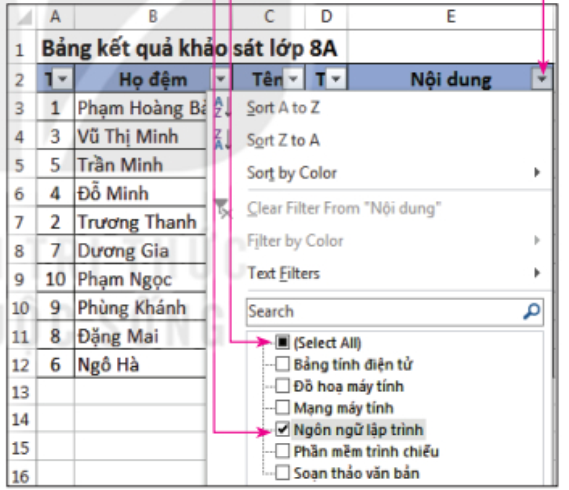 A B C D E
1 Bảng kết quả khảo sát lớp 8A
2 T Họ đệm Tên T Nội dung
3 1 Phạm Hoàng Bả
4 3 Vũ Thị Minh
5 5 Trần Minh
6 4 Đỗ Minh
7 2 Trương Thanh
8 7 Dương Gia
9 10 Phạm Ngọc
10 9 Phùng Khánh
11 8 Đặng Mai
12 6 Ngô Hà
13
14
15
16
Sort A to Z
Sort Z to A
Sort by Color
Clear Filter From "Nội dung"
Filter by Color
Text Filters
Search
(Select All)
Bảng tính điện tử
Đồ hoạ máy tính
Mạng máy tính
Ngôn ngữ lập trình
Phần mềm trình chiếu
Soạn thảo văn bản